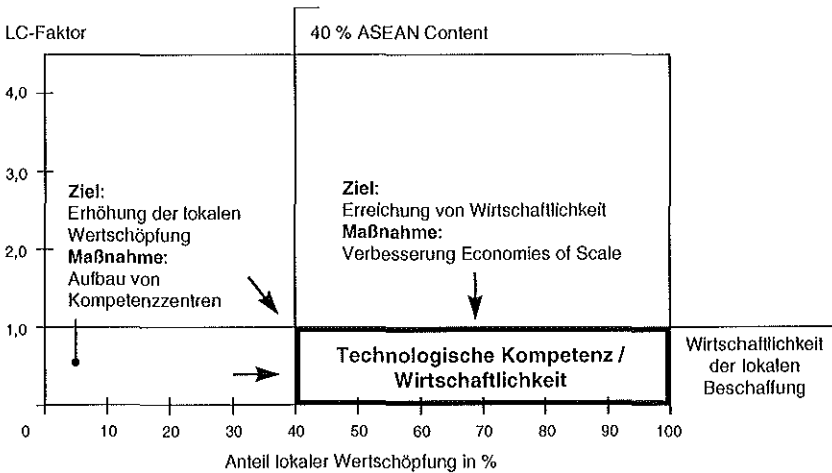 LC-Faktor
40 % ASEAN Content
4,0
3,0
2,0
1,0
Ziel:
Erhöhung der lokalen
Wertschöpfung
Maßnahme:
Aufbau von
Kompetenzzentren
Ziel:
Erreichung von Wirtschaftlichkeit
Maßnahme:
Verbesserung Economies of Scale
Technologische Kompetenz /
Wirtschaftlichkeit
Wirtschaftlichkeit
der lokalen
Beschaffung
0 10 20 30 40 50 60 70 80 90 100
Anteil lokaler Wertschöpfung in %